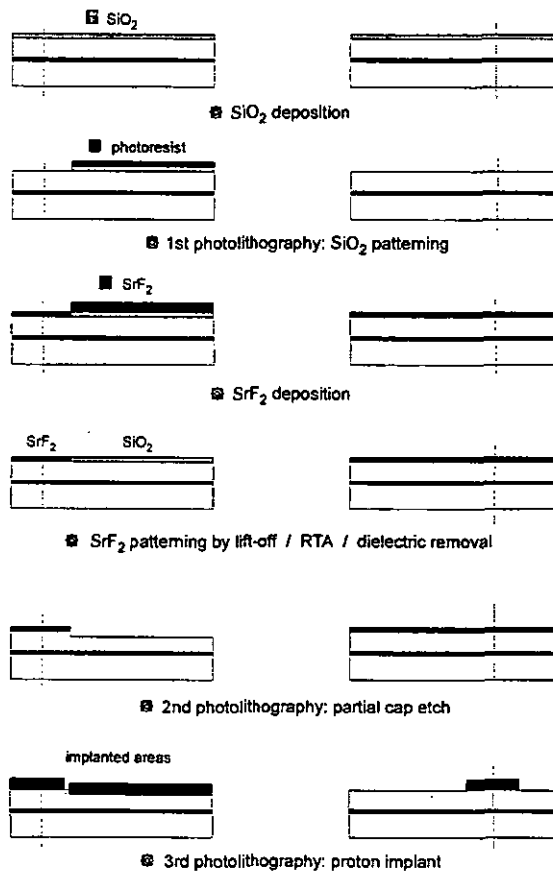 SiO₂
SiO₂ deposition
photoresist
1st photolithography: SiO₂ patterning
SrF₂
SrF₂ deposition
SrF₂ SiO₂
SrF₂ patterning by lift-off / RTA / dielectric removal
2nd photolithography: partial cap etch
implanted areas
3rd photolithography: proton implant